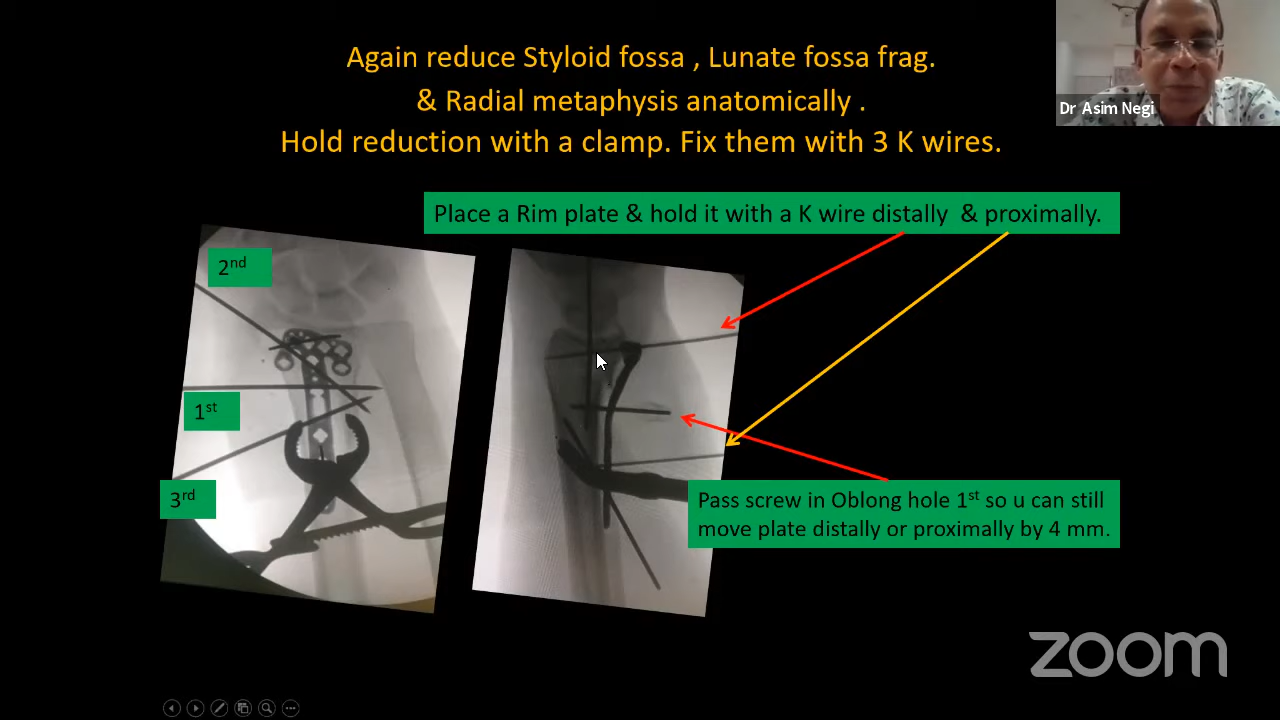 Again reduce Styloid fossa , Lunate fossa frag.
& Radial metaphysis anatomically .
Hold reduction with a clamp. Fix them with 3 K wires.
Dr Asim Negi
Place a Rim plate & hold it with a K wire distally & proximally.
2nd
1st
3rd
Pass screw in Oblong hole 1st so u can still
move plate distally or proximally by 4 mm.
zoom